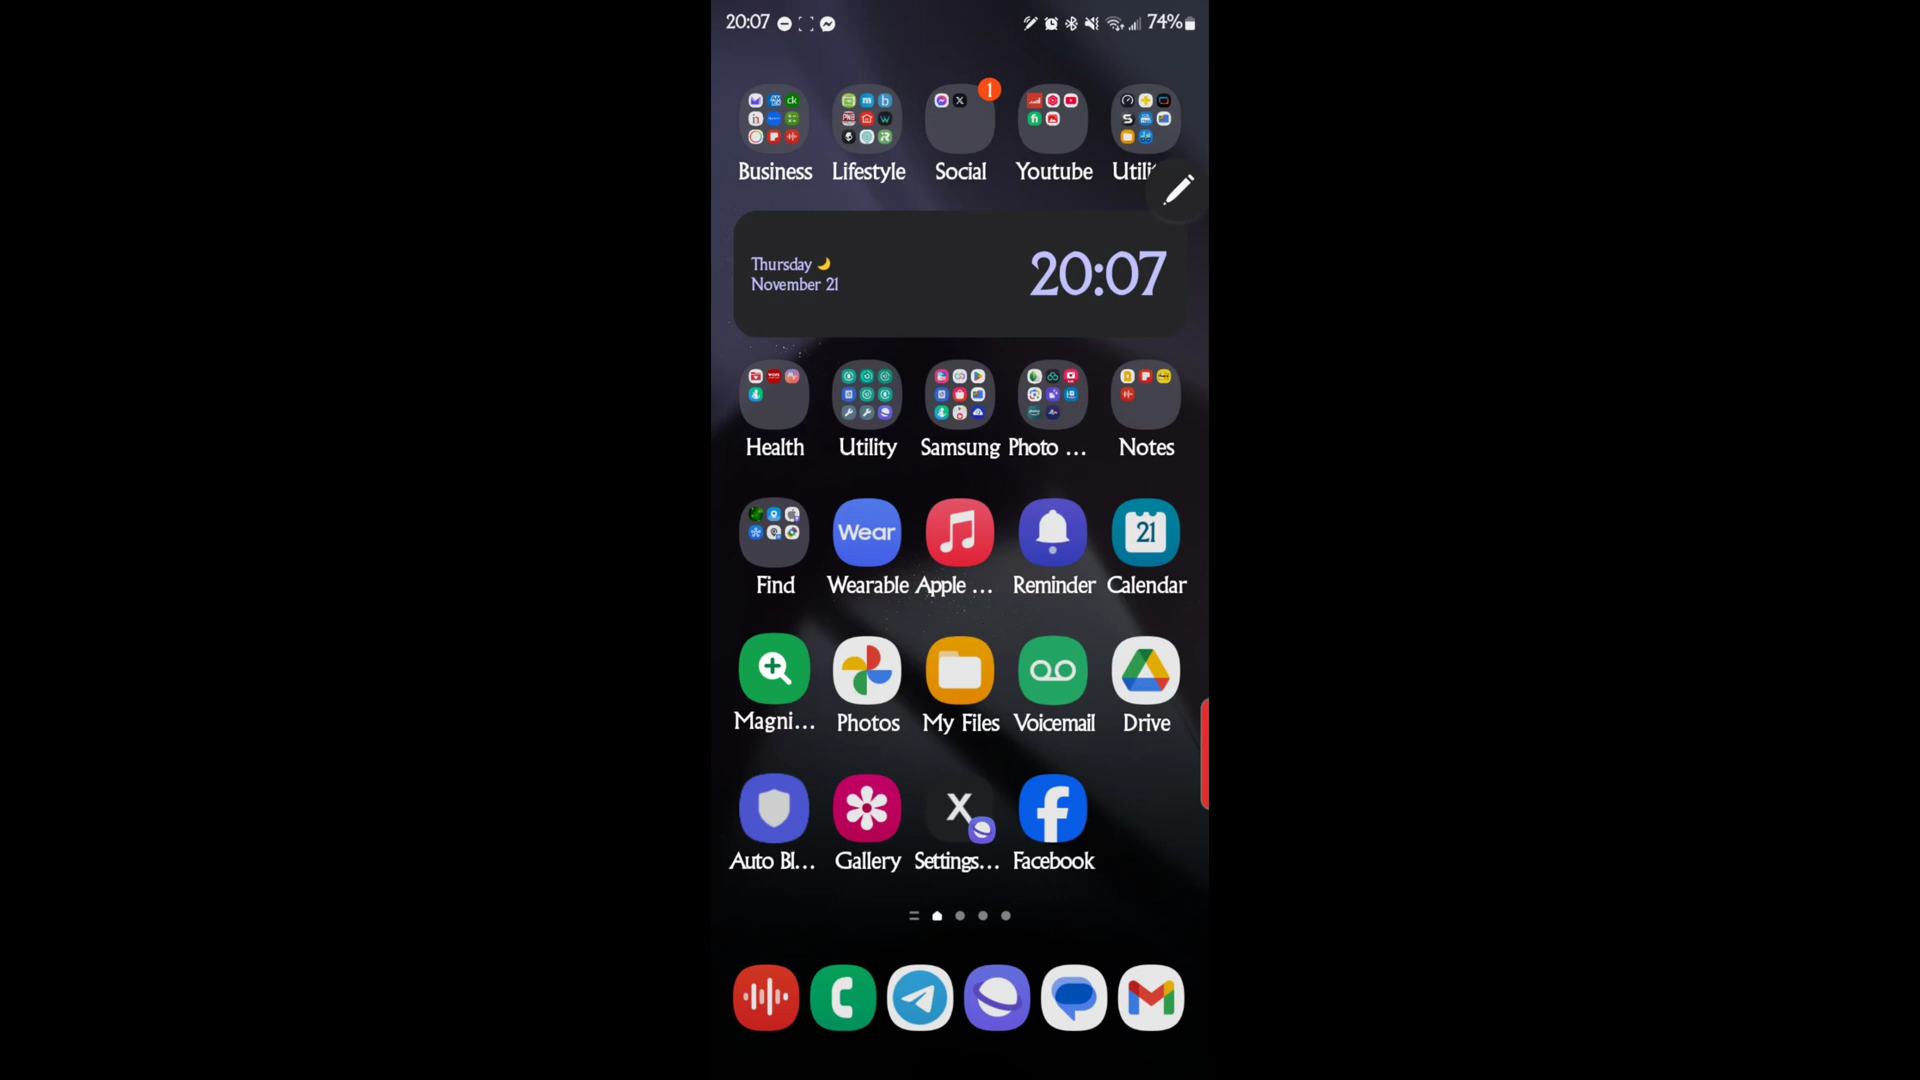 20:07 74%
1
Business Lifestyle Social Youtube Utili
Thursday
November 21
20:07
Health Utility Samsung Photo ... Notes
Wear
21
Find Wearable Apple ... Reminder Calendar
Magni... Photos My Files Voicemail Drive
X
Auto Bl... Gallery Settings... Facebook